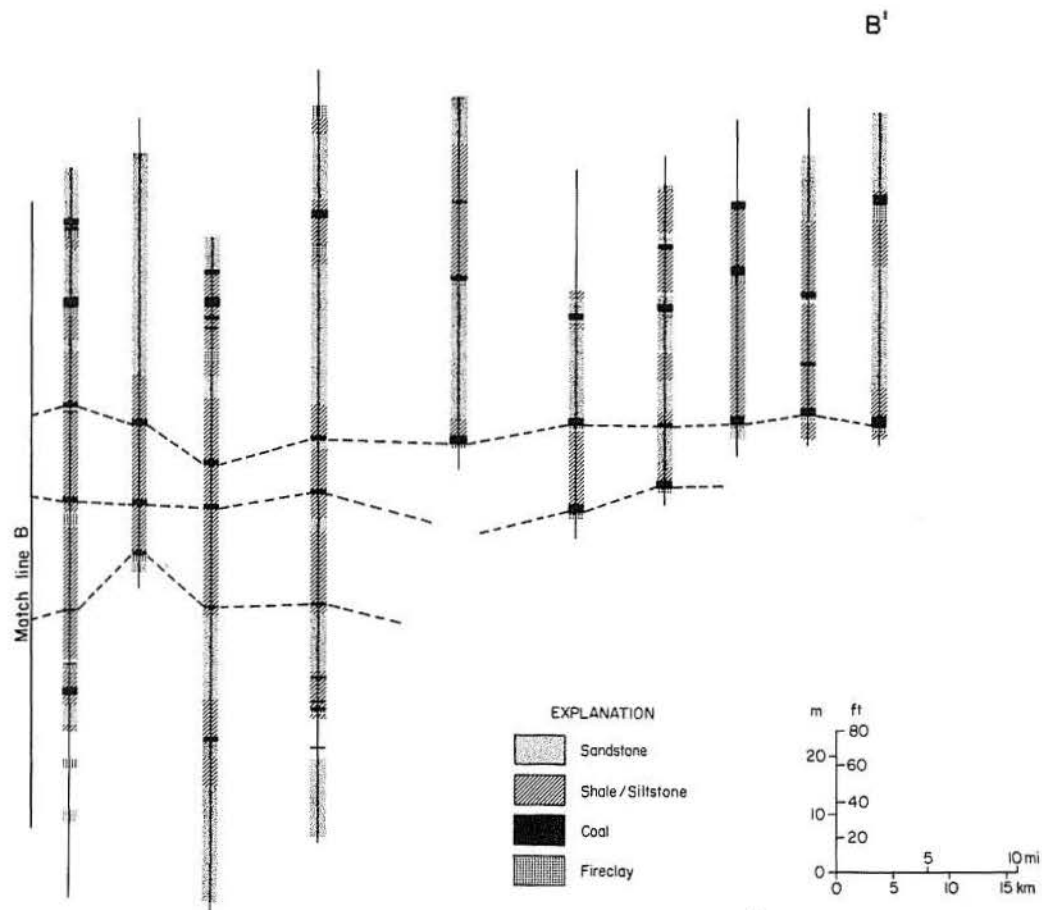 B'
Match line B
EXPLANATION
Sandstone
Shale/Siltstone
Coal
Fireclay
m ft
80
20 60
10 40
20
0
5 10 mi
0 5 10 15 km